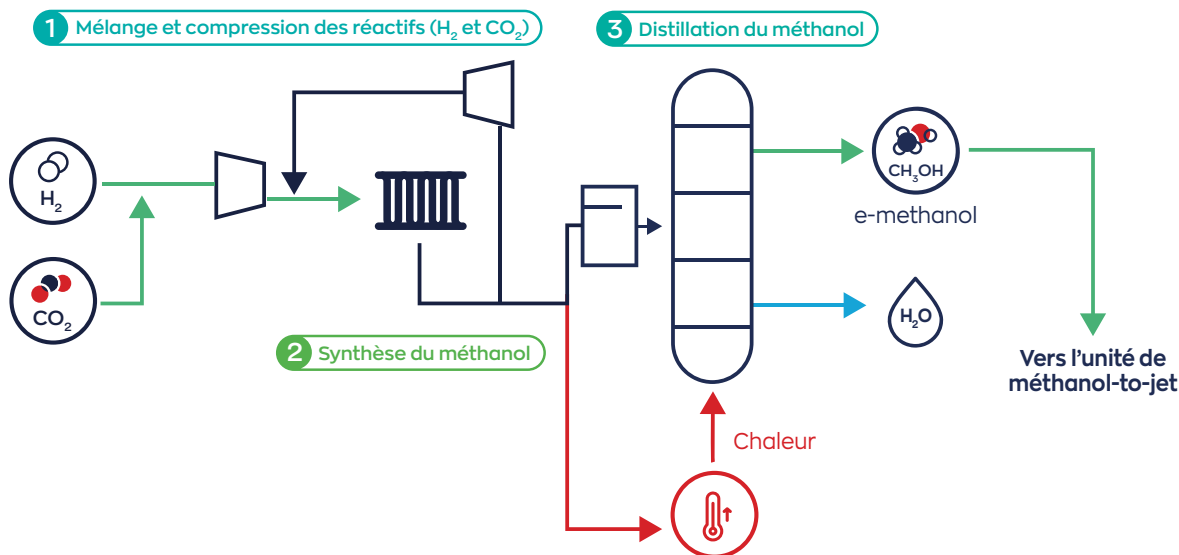 1 Mélange et compression des réactifs (H₂ et CO₂)
3 Distillation du méthanol
H₂
CH₃OH
e-methanol
CO₂
H₂O
2 Synthèse du méthanol
Vers l’unité de
méthanol-to-jet
Chaleur